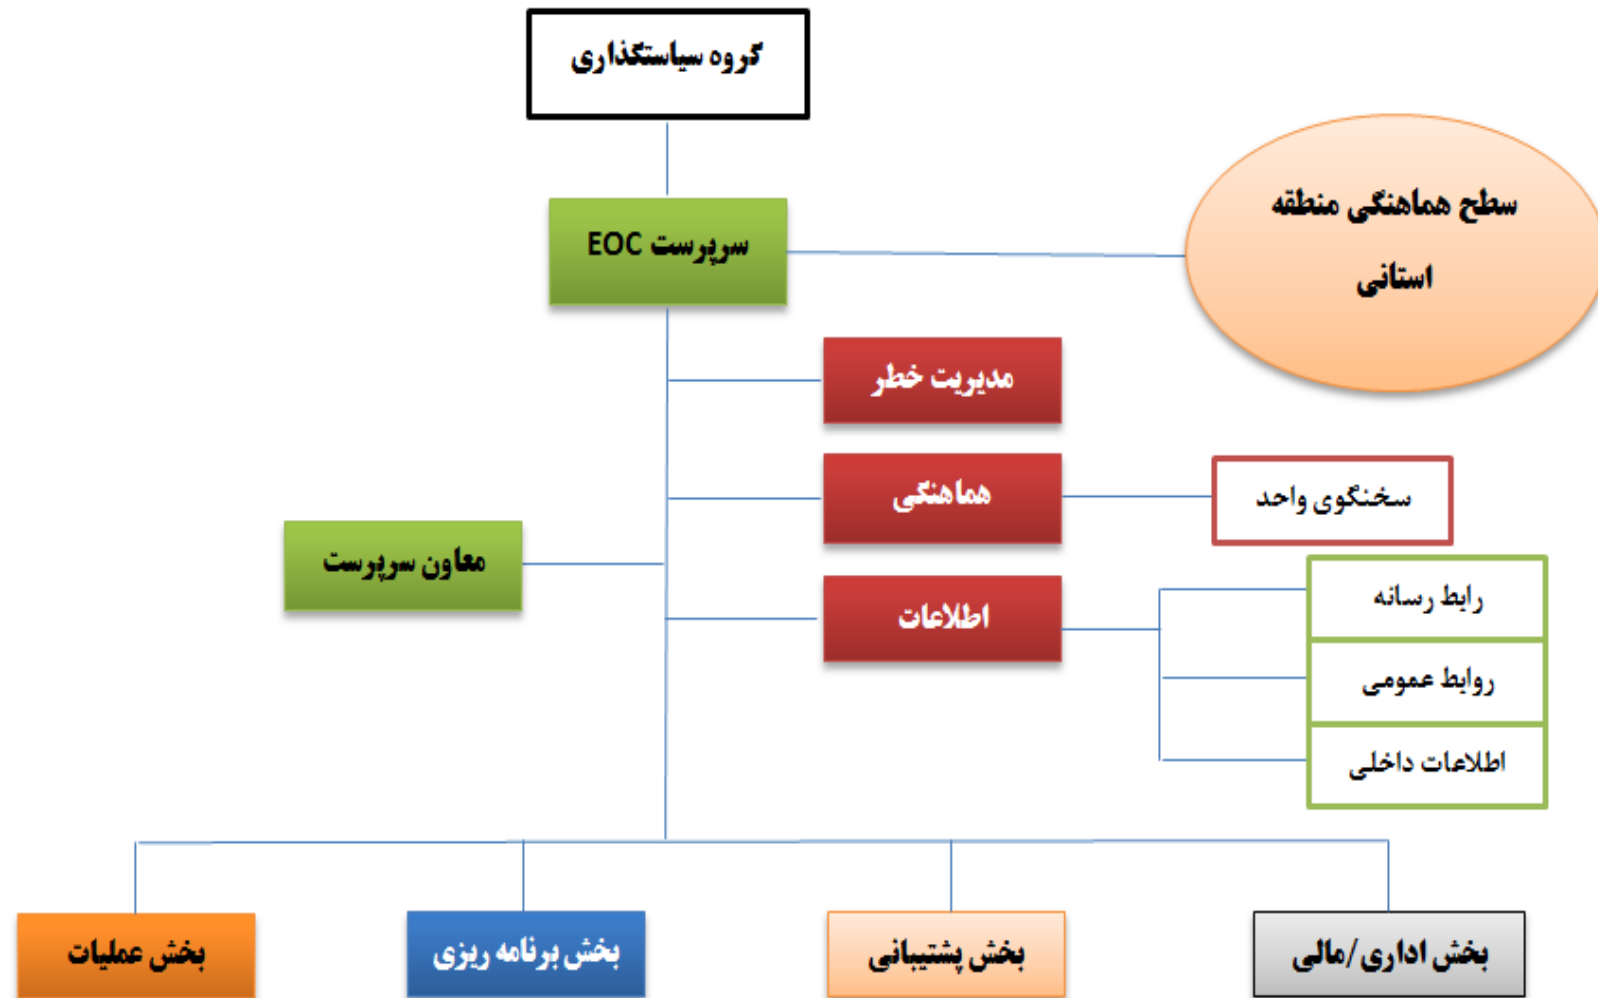 گروه سیاستگذاری
سطح هماهنگی منطقه
استانی
سرپرست EOC
مدیریت خطر
هماهنگی
سخنگوی واحد
معاون سرپرست
اطلاعات
رابط رسانه
روابط عمومی
اطلاعات داخلی
بخش اداری/مالی
بخش پشتیبانی
بخش برنامه ریزی
بخش عملیات